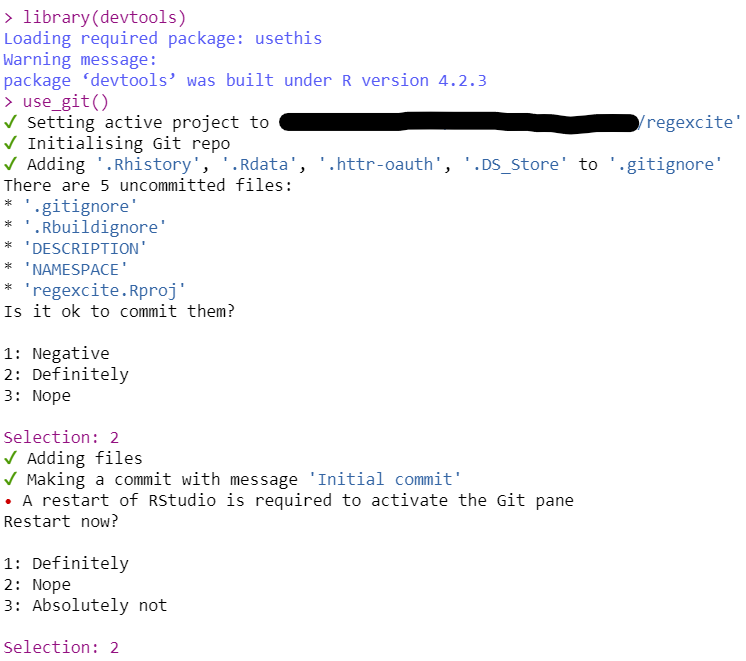 > library(devtools)
Loading required package: usethis
Warning message:
package ‘devtools’ was built under R version 4.2.3
> use_git()
✓ Setting active project to /regexcite'
✓ Initialising Git repo
✓ Adding '.Rhistory', '.Rdata', '.httr-oauth', '.DS_Store' to '.gitignore'
There are 5 uncommitted files:
* '.gitignore'
* '.Rbuildignore'
* 'DESCRIPTION'
* 'NAMESPACE'
* 'regexcite.Rproj'
Is it ok to commit them?
1: Negative
2: Definitely
3: Nope
Selection: 2
✓ Adding files
✓ Making a commit with message 'Initial commit'
• A restart of RStudio is required to activate the Git pane
Restart now?
1: Definitely
2: Nope
3: Absolutely not
Selection: 2